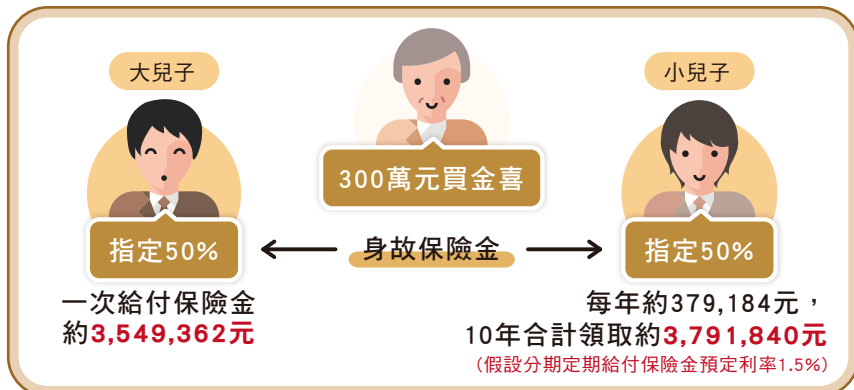 大兒子
小兒子
300萬元買金喜
指定50%
身故保險金
指定50%
一次給付保險金
約3,549,362元
每年約379,184元，
10年合計領取約3,791,840元
(假設分期定期給付保險金預定利率1.5%)